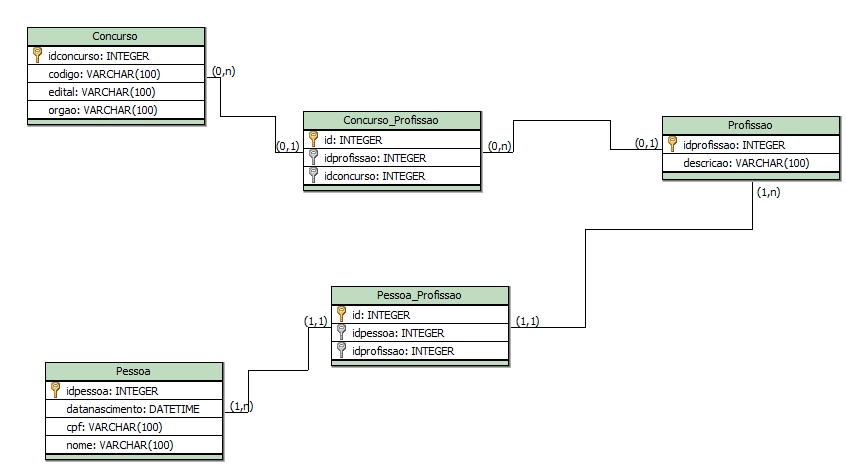 Concurso
idconcurso: INTEGER
codigo: VARCHAR(100)
edital: VARCHAR(100)
orgao: VARCHAR(100)
(0,n)
(0,1)
Concurso_Profissao
id: INTEGER
idprofissao: INTEGER
idconcurso: INTEGER
(0,n)
(0,1)
Profissao
idprofissao: INTEGER
descricao: VARCHAR(100)
(1,n)
Pessoa_Profissao
id: INTEGER
idpessoa: INTEGER
idprofissao: INTEGER
(1,1)
(1,1)
Pessoa
idpessoa: INTEGER
datanascimento: DATETIME
cpf: VARCHAR(100)
nome: VARCHAR(100)
(1,n)